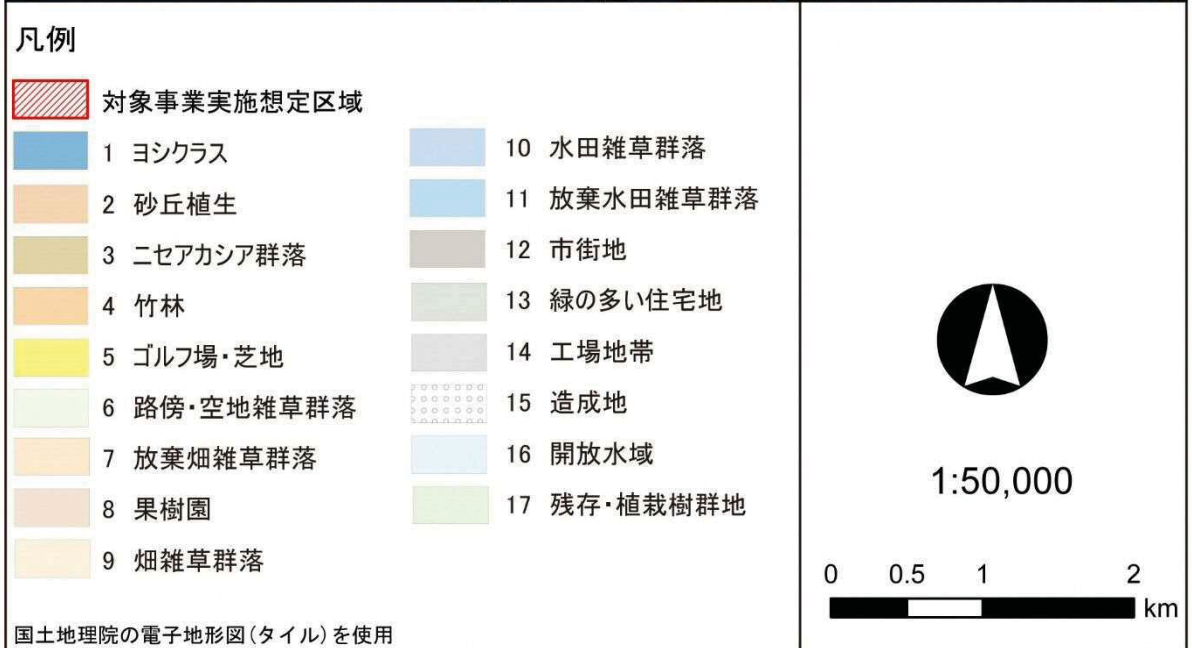 凡例
対象事業実施想定区域
1 ヨシクラス
2 砂丘植生
3 ニセアカシア群落
4 竹林
5 ゴルフ場・芝地
6 路傍・空地雑草群落
7 放棄畑雑草群落
8 果樹園
9 畑雑草群落
10 水田雑草群落
11 放棄水田雑草群落
12 市街地
13 緑の多い住宅地
14 工場地帯
15 造成地
16 開放水域
17 残存・植栽樹群地
国土地理院の電子地形図(タイル)を使用
1:50,000
0 0.5 1 2
km